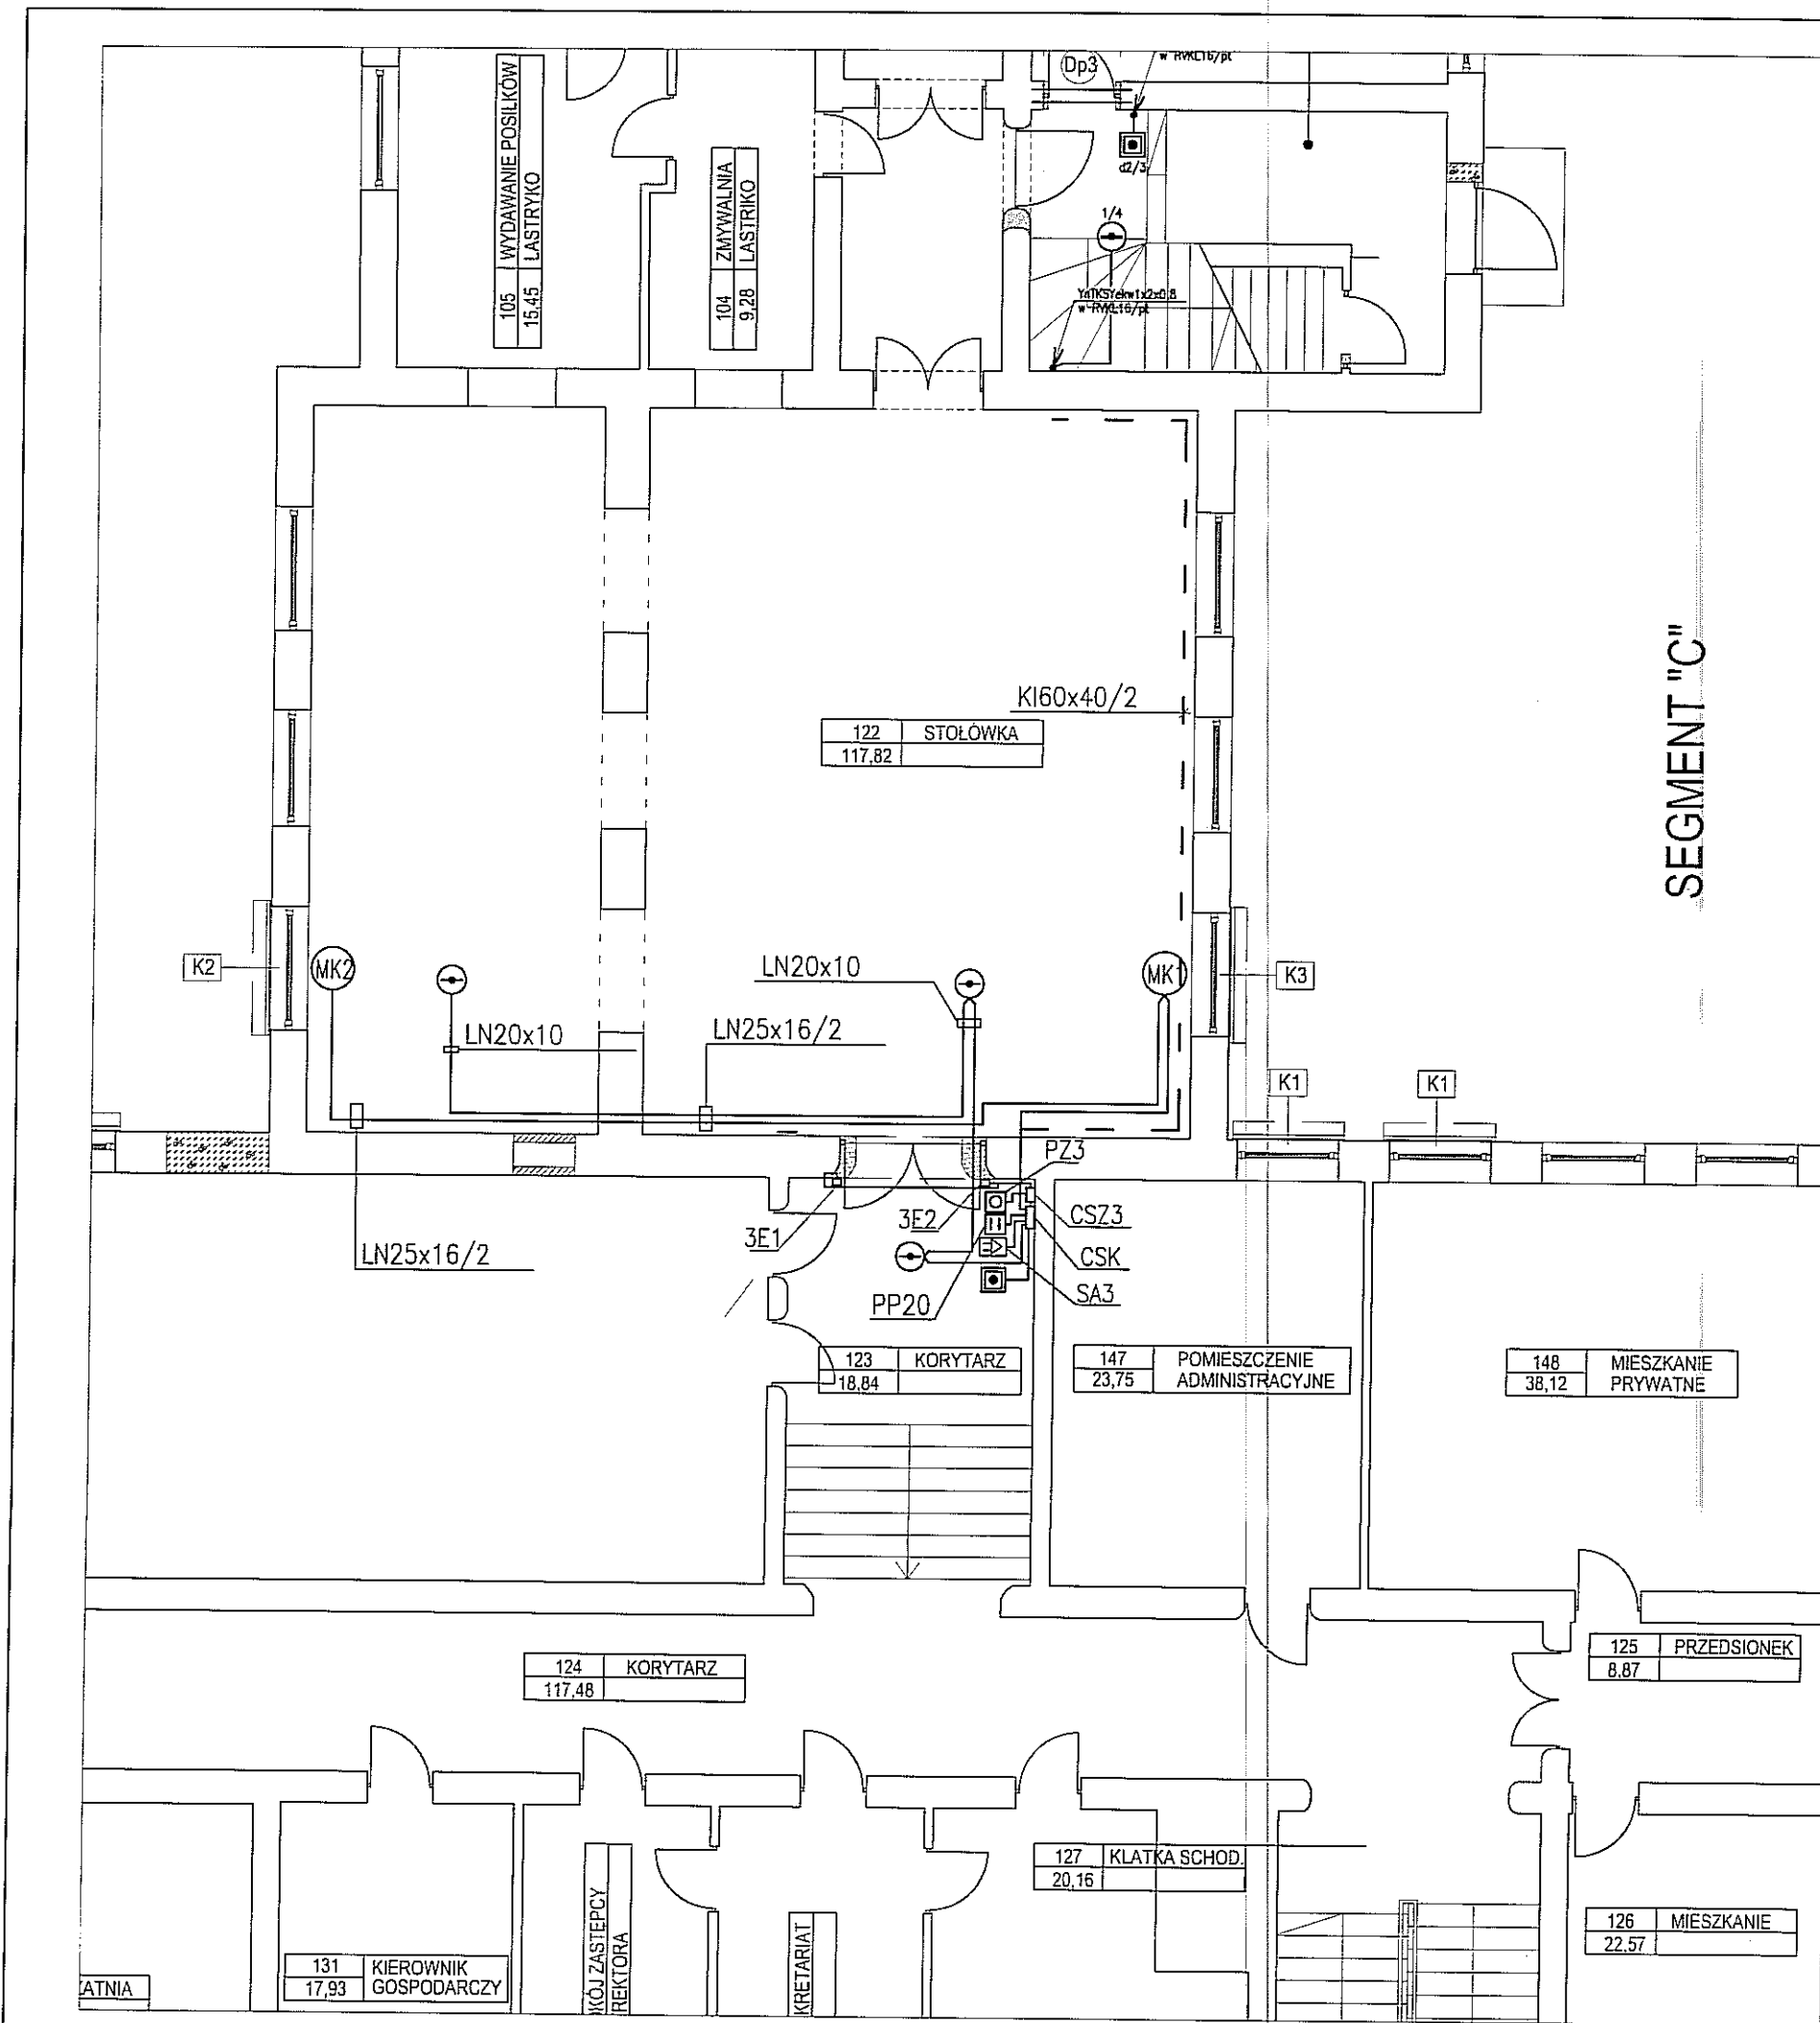 Dp3
w RVKL16/pt
105 WYDAWANIE POSIŁKÓW
15,45 LASTRYKO
104 ZMYWALNIA
9,28 LASTRIKO
d2/3
1/4
YnTKSYekw1x2x0,8
w RVKL16/pt
KI60x40/2
122 STOŁÓWKA
117,82
SEGMENT "C"
K2
MK2
LN20x10
MK1
K3
LN20x10
LN25x16/2
K1
K1
PZ3
3E1
3E2
CSZ3
LN25x16/2
CSK
PP20
SA3
123 KORYTARZ
18,84
147 POMIESZCZENIE
23,75 ADMINISTRACYJNE
148 MIESZKANIE
38,12 PRYWATNE
124 KORYTARZ
117,48
125 PRZEDSIONEK
8,87
127 KLATKA SCHOD.
20,16
126 MIESZKANIE
22,57
131 KIEROWNIK
17,93 GOSPODARCZY
KÓJ ZASTEPCY
REKTORA
KRETARIAT
ATNIA